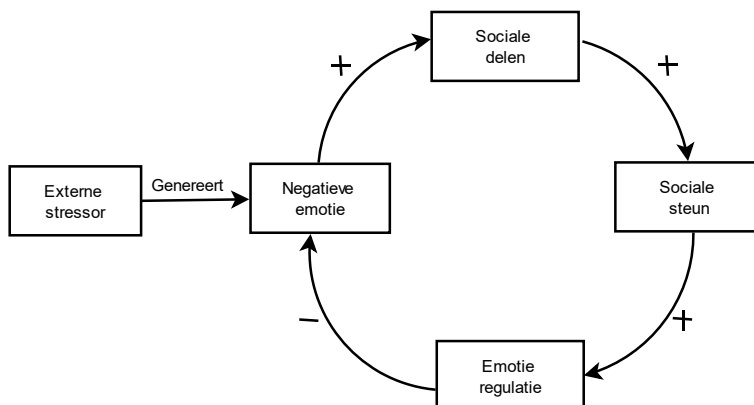 Sociale
delen
+
+
Externe
stressor
Genereert
Negatieve
emotie
Sociale
steun
−
+
Emotie
regulatie